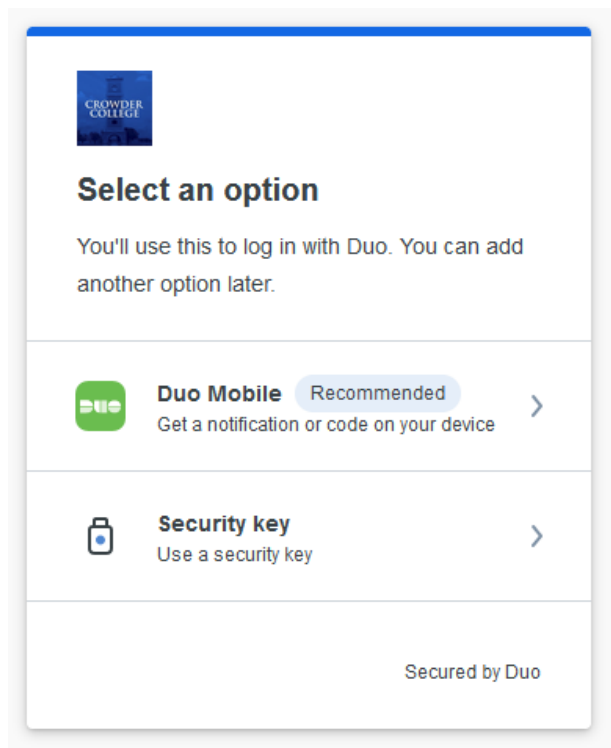 CROWDER
COLLEGE
Select an option
You'll use this to log in with Duo. You can add
another option later.
DUO
Duo Mobile Recommended
Get a notification or code on your device
Security key
Use a security key
Secured by Duo